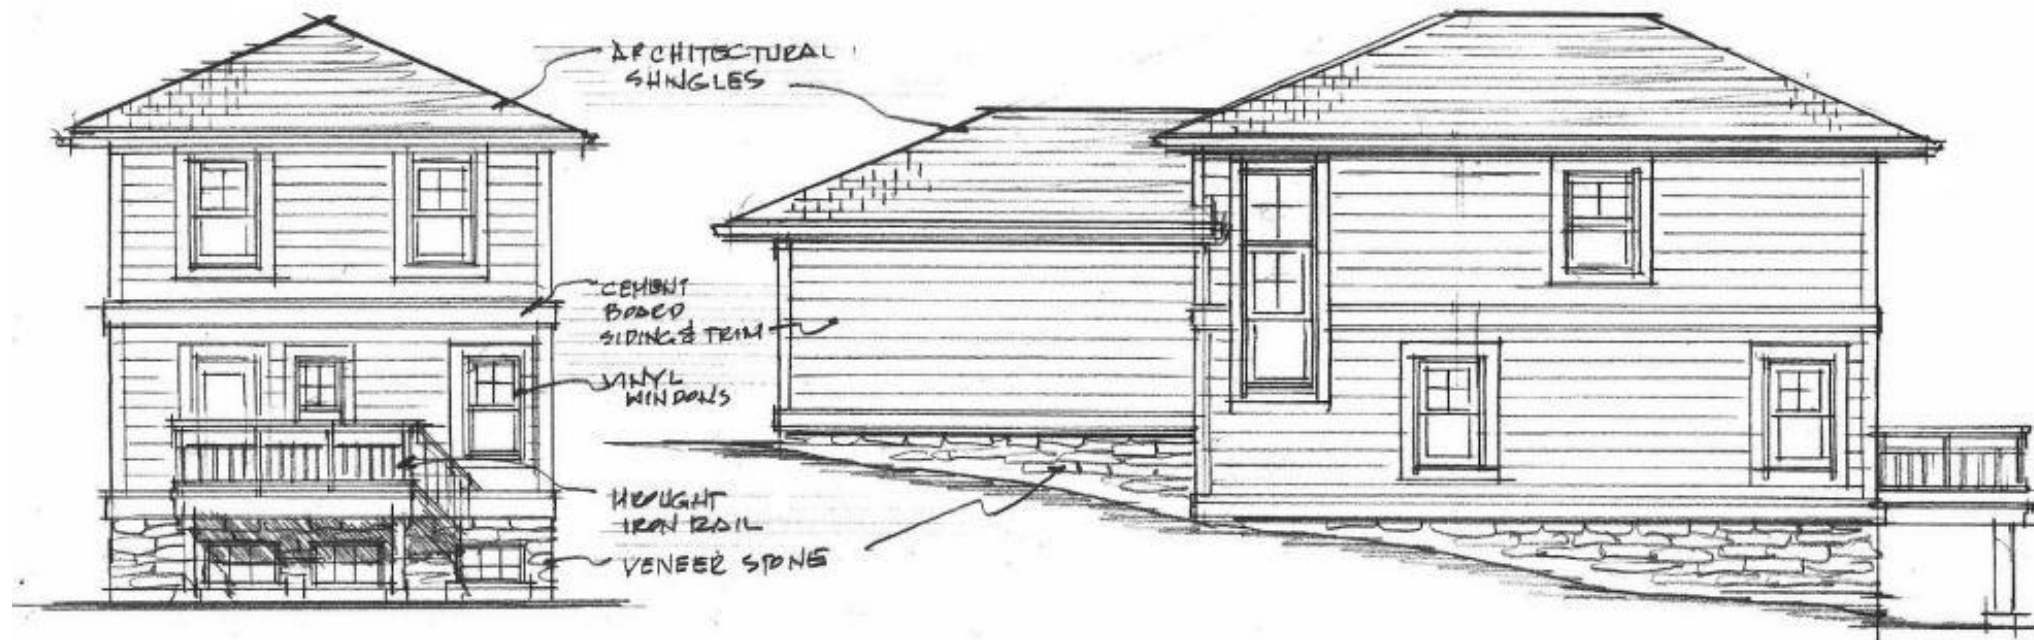 ARCHITECTURAL
SHINGLES
CEMENT
BOARD
SIDING & TRIM
VINYL
WINDOWS
WROUGHT
IRON RAIL
VENEER STONE